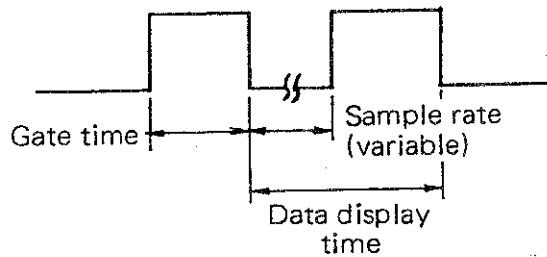 Gate time
Sample rate
(variable)
Data display
time